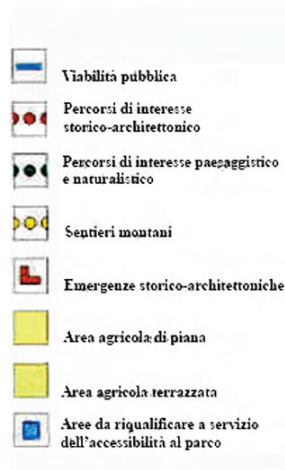 Viabilità pubblica
Percorsi di interesse
storico-architettonico
Percorsi di interesse paesaggistico
e naturalistico
Sentieri montani
Emergenze storico-architettoniche
Area agricola di piana
Area agricola terrazzata
Aree da riqualificare a servizio
dell'accessibilità al parco